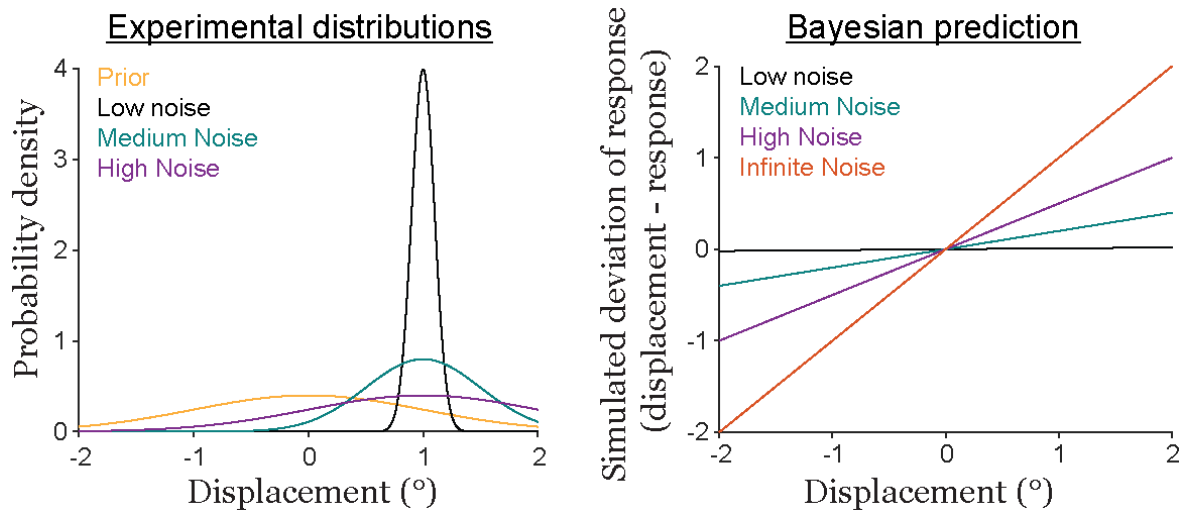 Experimental distributions
Probability density
4
3
2
1
0
Prior
Low noise
Medium Noise
High Noise
-2
-1
0
1
2
Displacement (°)
Bayesian prediction
Simulated deviation of response
(displacement - response)
2
1
0
-1
-2
Low noise
Medium Noise
High Noise
Infinite Noise
-2
-1
0
1
2
Displacement (°)